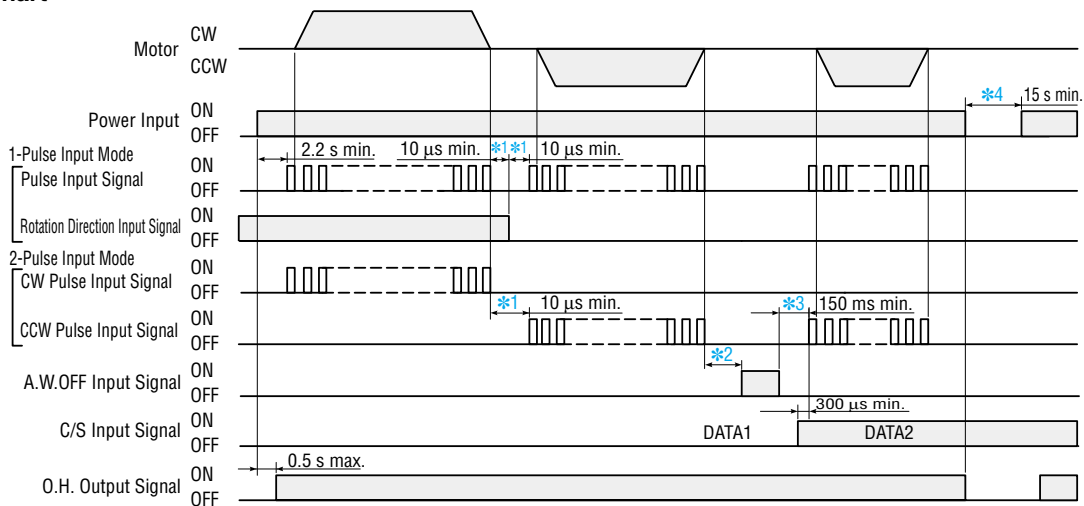 Motor CW
CCW
Power Input ON
OFF
✻4 15 s min.
1-Pulse Input Mode
Pulse Input Signal ON
OFF
2.2 s min. 10 µs min. ✻1 ✻1 10 µs min.
Rotation Direction Input Signal ON
OFF
2-Pulse Input Mode
CW Pulse Input Signal ON
OFF
✻1 10 µs min. ✻3 150 ms min.
CCW Pulse Input Signal ON
OFF
✻2
A.W.OFF Input Signal ON
OFF
300 µs min.
C/S Input Signal ON
OFF
DATA1 DATA2
0.5 s max.
O.H. Output Signal ON
OFF